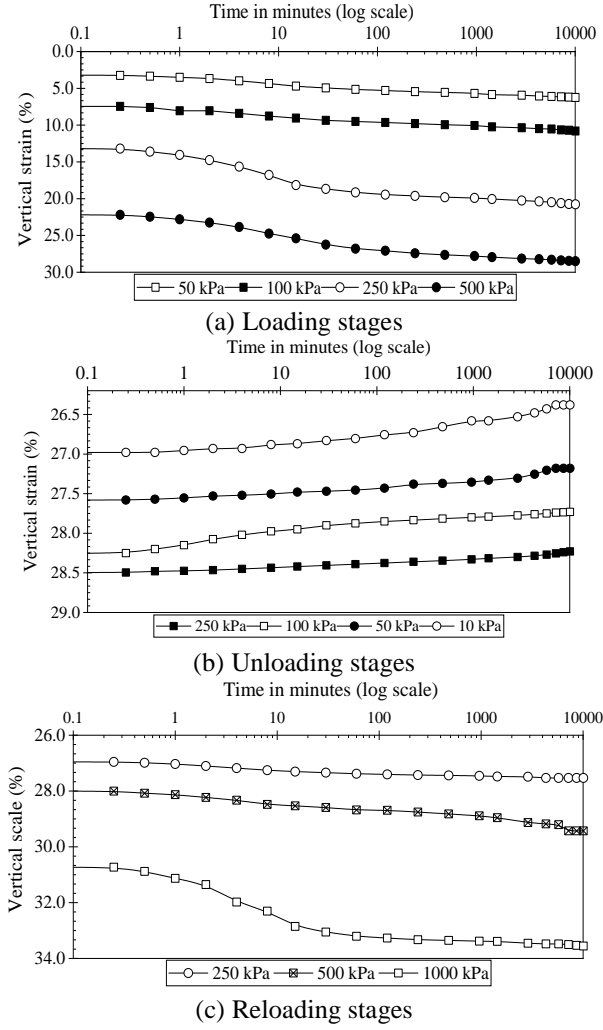 Time in minutes (log scale)
0.1 1 10 100 1000 10000
0.0
5.0
10.0
15.0
20.0
25.0
30.0
Vertical strain (%)
50 kPa 100 kPa 250 kPa 500 kPa
(a) Loading stages
Time in minutes (log scale)
0.1 1 10 100 1000 10000
26.5
27.0
27.5
28.0
28.5
29.0
Vertical strain (%)
250 kPa 100 kPa 50 kPa 10 kPa
(b) Unloading stages
Time in minutes (log scale)
0.1 1 10 100 1000 10000
26.0
28.0
30.0
32.0
34.0
Vertical scale (%)
250 kPa 500 kPa 1000 kPa
(c) Reloading stages